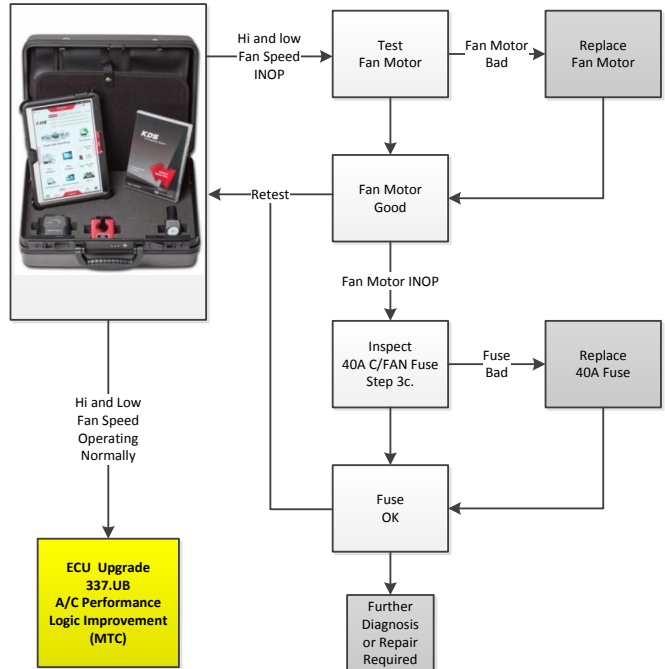 Hi and low
Fan Speed
INOP
Test
Fan Motor
Fan Motor
Bad
Replace
Fan Motor
KDS
KDS
Retest
Fan Motor
Good
Fan Motor INOP
Inspect
40A C/FAN Fuse
Step 3c.
Fuse
Bad
Replace
40A Fuse
Hi and Low
Fan Speed
Operating
Normally
Fuse
OK
ECU Upgrade
337.UB
A/C Performance
Logic Improvement
(MTC)
Further
Diagnosis
or Repair
Required